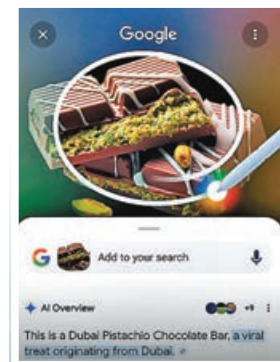 Google
Add to your search
AI Overview
+9
This is a Dubai Pistachio Chocolate Bar, a viral
treat originating from Dubai.